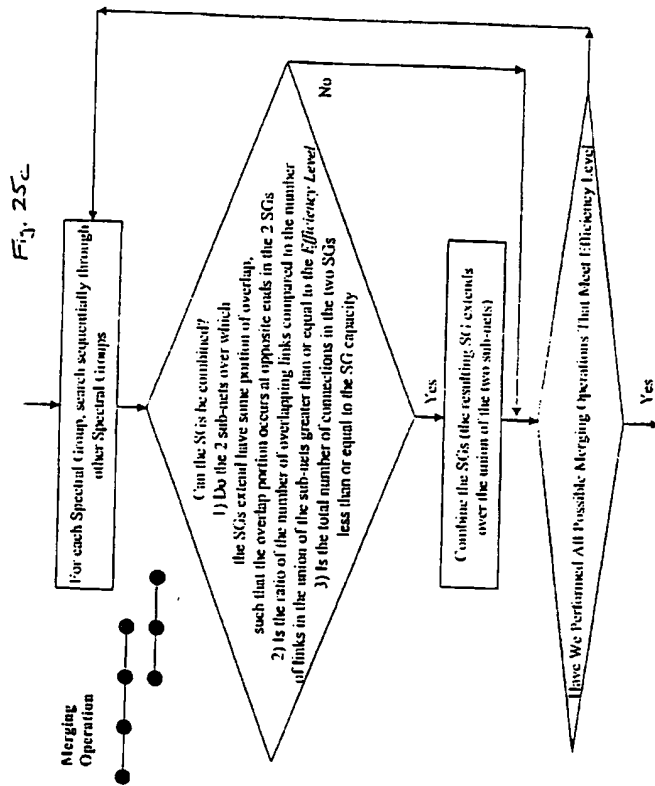 Fig. 25c
Merging
Operation
For each Spectral Group, search sequentially through
other Spectral Groups
Can the SGs be combined?
1) Do the 2 sub-nets over which
the SGs extend have some portion of overlap,
such that the overlap portion occurs at opposite ends in the 2 SGs
2) Is the ratio of the number of overlapping links compared to the number
of links in the union of the sub-nets greater than or equal to the Efficiency Level
3) Is the total number of connections in the two SGs
less than or equal to the SG capacity
No
Yes
Combine the SGs (the resulting SG extends
over the union of the two sub-nets)
Have We Performed All Possible Merging Operations That Meet Efficiency Level
Yes